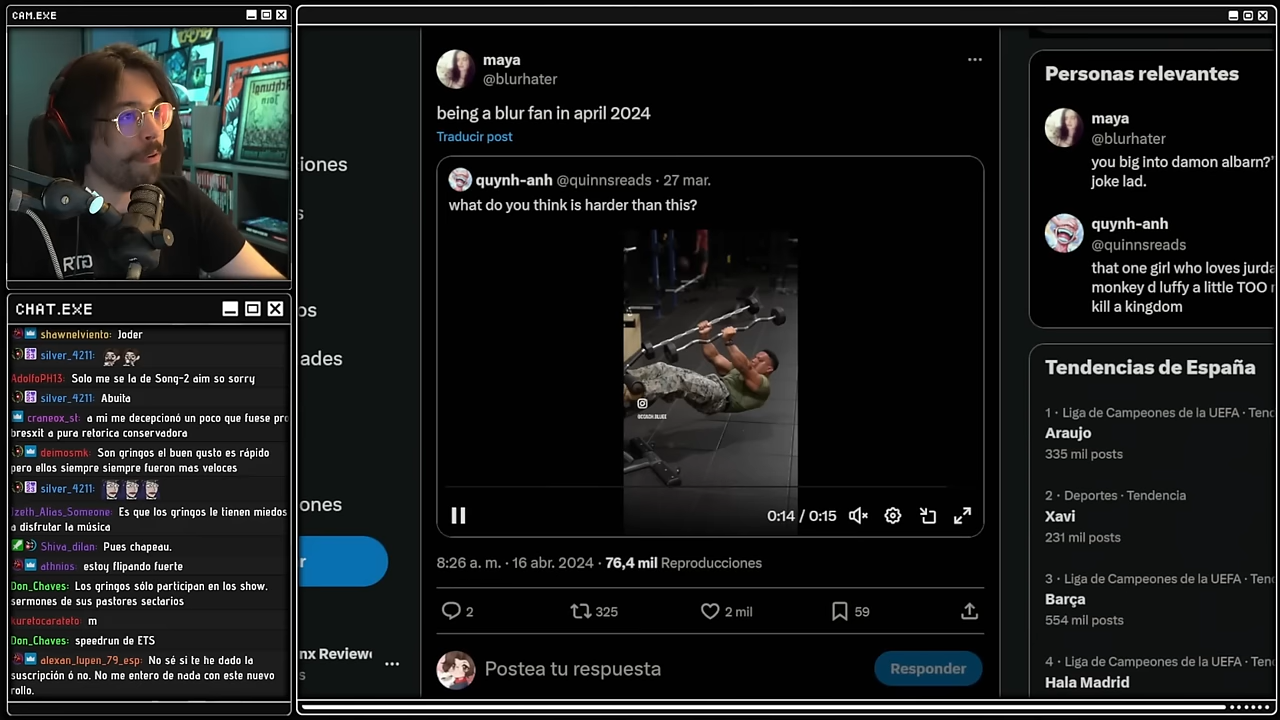 CAM.EXE
RTG
CHAT.EXE
shawnelviento: Joder
silver_4211:
AdolfoPH13: Solo me se la de Song-2 aim so sorry
silver_4211: Abuita
craneox_st: a mi me decepcionó un poco que fuese pro
bresxit a pura retorica conservadora
deimosmk: Son gringos el buen gusto es rápido
pero ellos siempre siempre fueron mas veloces
silver_4211:
Izeth_Alias_Someone: Es que los gringos le tienen miedos
a disfrutar la música
Shiva_dilan: Pues chapeau.
athnios: estoy flipando fuerte
Don_Chaves: Los gringos sólo participan en los show.
sermones de sus pastores sectarios
kuretocarateto: m
Don_Chaves: speedrun de ETS
alexan_lupen_79_esp: No sé si te he dado la
suscripción ó no. No me entero de nada con este nuevo
rollo.
iones
s
os
ades
ones
r
nx Reviewe
s
maya
@blurhater
being a blur fan in april 2024
Traducir post
quynh-anh @quinnsreads · 27 mar.
what do you think is harder than this?
0:14 / 0:15
8:26 a. m. · 16 abr. 2024 · 76,4 mil Reproducciones
2 325 2 mil 59
Postea tu respuesta
Responder
Personas relevantes
maya
@blurhater
you big into damon albarn?"
joke lad.
quynh-anh
@quinnsreads
that one girl who loves jurda
monkey d luffy a little TOO
kill a kingdom
Tendencias de España
1 · Liga de Campeones de la UEFA · Tenc
Araujo
335 mil posts
2 · Deportes · Tendencia
Xavi
231 mil posts
3 · Liga de Campeones de la UEFA · Tenc
Barça
554 mil posts
4 · Liga de Campeones de la UEFA · Tenc
Hala Madrid